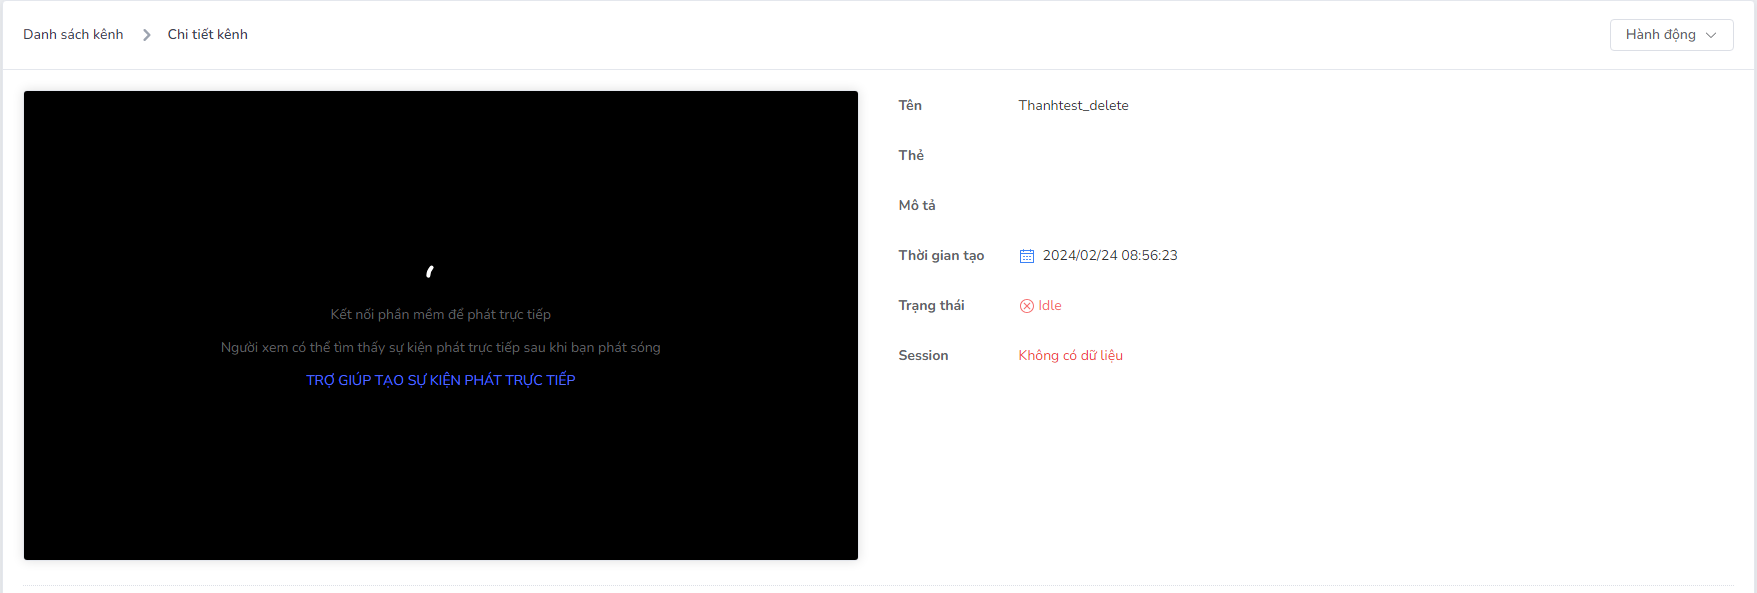 Danh sách kênh > Chi tiết kênh
Hành động
Kết nối phần mềm để phát trực tiếp
Người xem có thể tìm thấy sự kiện phát trực tiếp sau khi bạn phát sóng
TRỢ GIÚP TẠO SỰ KIỆN PHÁT TRỰC TIẾP
Tên Thanhtest_delete
Thẻ
Mô tả
Thời gian tạo 2024/02/24 08:56:23
Trạng thái Idle
Session Không có dữ liệu